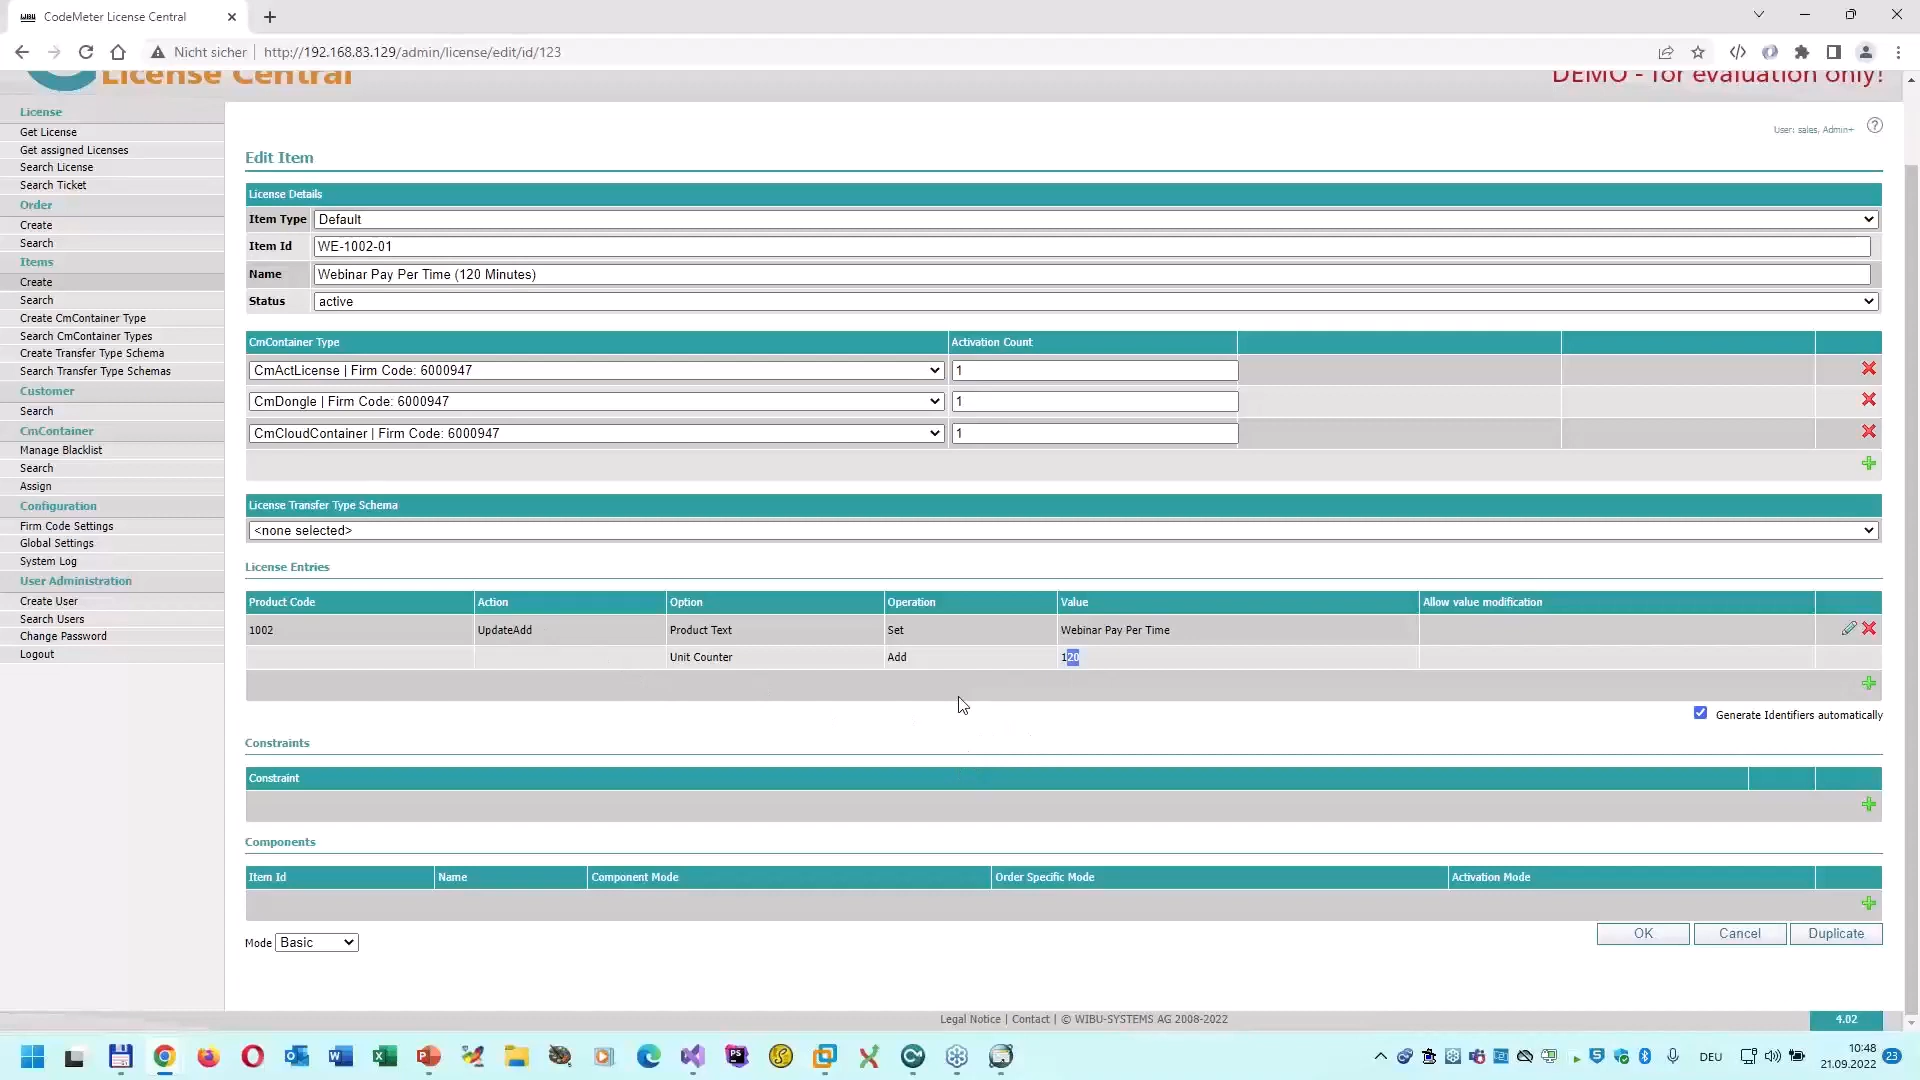 CodeMeter License Central
Nicht sicher
http://192.168.83.129/admin/license/edit/id/123
License Central
DEMO - for evaluation only!
User: sales, Admin+
License
Get License
Get assigned Licenses
Search License
Search Ticket
Order
Create
Search
Items
Create
Search
Create CmContainer Type
Search CmContainer Types
Create Transfer Type Schema
Search Transfer Type Schemas
Customer
Search
CmContainer
Manage Blacklist
Search
Assign
Configuration
Firm Code Settings
Global Settings
System Log
User Administration
Create User
Search Users
Change Password
Logout
Edit Item
License Details
Item Type Default
Item Id WE-1002-01
Name Webinar Pay Per Time (120 Minutes)
Status active
CmContainer Type Activation Count
CmActLicense | Firm Code: 6000947 1
CmDongle | Firm Code: 6000947 1
CmCloudContainer | Firm Code: 6000947 1
License Transfer Type Schema
<none selected>
License Entries
Product Code Action Option Operation Value Allow value modification
1002 UpdateAdd Product Text Set Webinar Pay Per Time
Unit Counter Add 120
Generate Identifiers automatically
Constraints
Constraint
Components
Item Id Name Component Mode Order Specific Mode Activation Mode
Mode Basic
OK Cancel Duplicate
Legal Notice | Contact | © WIBU-SYSTEMS AG 2008-2022
4.02
DEU
10:48
21.09.2022
23